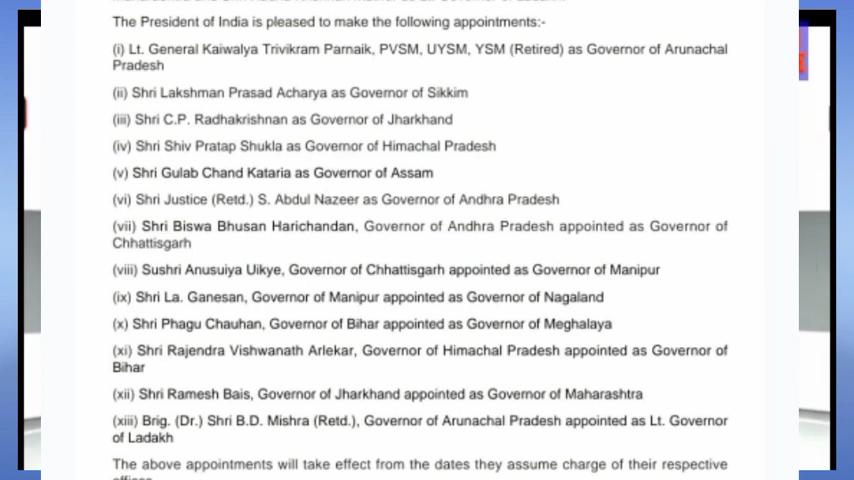 The President of India is pleased to make the following appointments:-
(i) Lt. General Kaiwalya Trivikram Parnaik, PVSM, UYSM, YSM (Retired) as Governor of Arunachal
Pradesh
(ii) Shri Lakshman Prasad Acharya as Governor of Sikkim
(iii) Shri C.P. Radhakrishnan as Governor of Jharkhand
(iv) Shri Shiv Pratap Shukla as Governor of Himachal Pradesh
(v) Shri Gulab Chand Kataria as Governor of Assam
(vi) Shri Justice (Retd.) S. Abdul Nazeer as Governor of Andhra Pradesh
(vii) Shri Biswa Bhusan Harichandan, Governor of Andhra Pradesh appointed as Governor of
Chhattisgarh
(viii) Sushri Anusuiya Uikye, Governor of Chhattisgarh appointed as Governor of Manipur
(ix) Shri La. Ganesan, Governor of Manipur appointed as Governor of Nagaland
(x) Shri Phagu Chauhan, Governor of Bihar appointed as Governor of Meghalaya
(xi) Shri Rajendra Vishwanath Arlekar, Governor of Himachal Pradesh appointed as Governor of
Bihar
(xii) Shri Ramesh Bais, Governor of Jharkhand appointed as Governor of Maharashtra
(xiii) Brig. (Dr.) Shri B.D. Mishra (Retd.), Governor of Arunachal Pradesh appointed as Lt. Governor
of Ladakh
The above appointments will take effect from the dates they assume charge of their respective